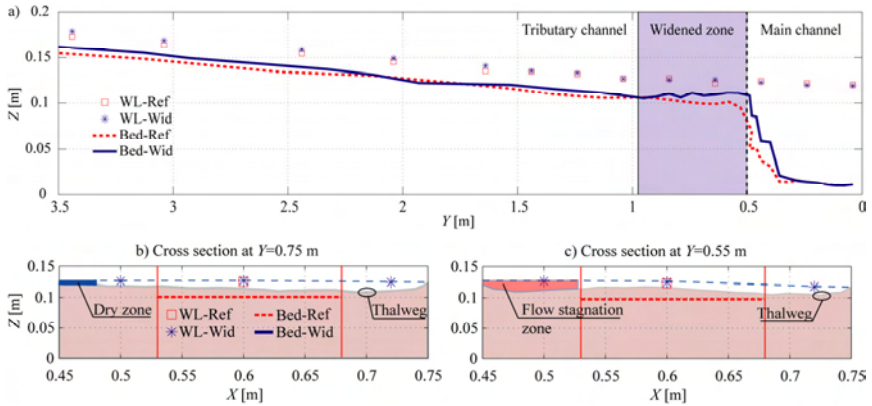 a)
Tributary channel
Widened zone
Main channel
0.2
0.15
0.1
0.05
0
Z [m]
WL-Ref
WL-Wid
Bed-Ref
Bed-Wid
3.5 3 2.5 2 1.5 1 0.5 0
Y [m]
b) Cross section at Y=0.75 m
0.15
0.1
0.05
0
Z [m]
Dry zone
Thalweg
WL-Ref Bed-Ref
WL-Wid Bed-Wid
0.45 0.5 0.55 0.6 0.65 0.7 0.75
X [m]
c) Cross section at Y=0.55 m
0.15
0.1
0.05
0
Flow stagnation
zone
Thalweg
0.45 0.5 0.55 0.6 0.65 0.7 0.75
X [m]